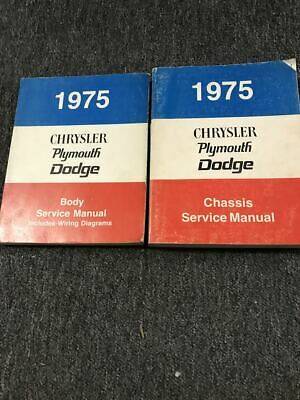 1975
CHRYSLER
Plymouth
Dodge
Body
Service Manual
Includes Wiring Diagrams
1975
CHRYSLER
Plymouth
Dodge
Chassis
Service Manual